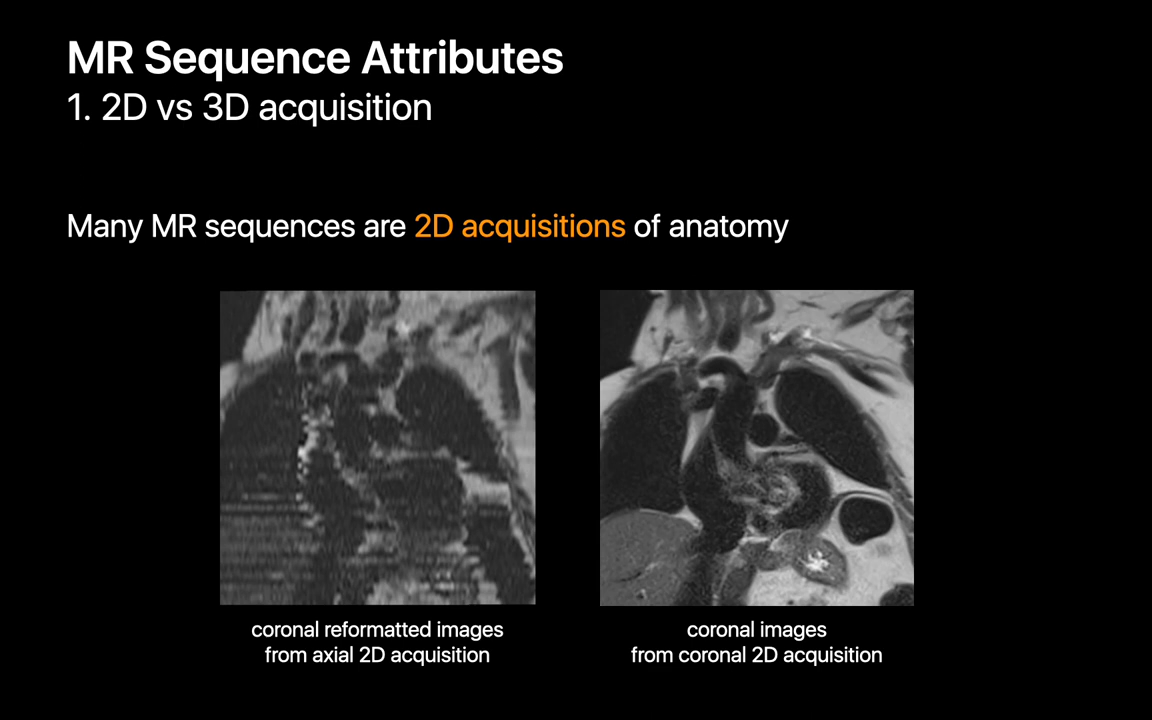 MR Sequence Attributes
1. 2D vs 3D acquisition
Many MR sequences are 2D acquisitions of anatomy
coronal reformatted images
from axial 2D acquisition
coronal images
from coronal 2D acquisition